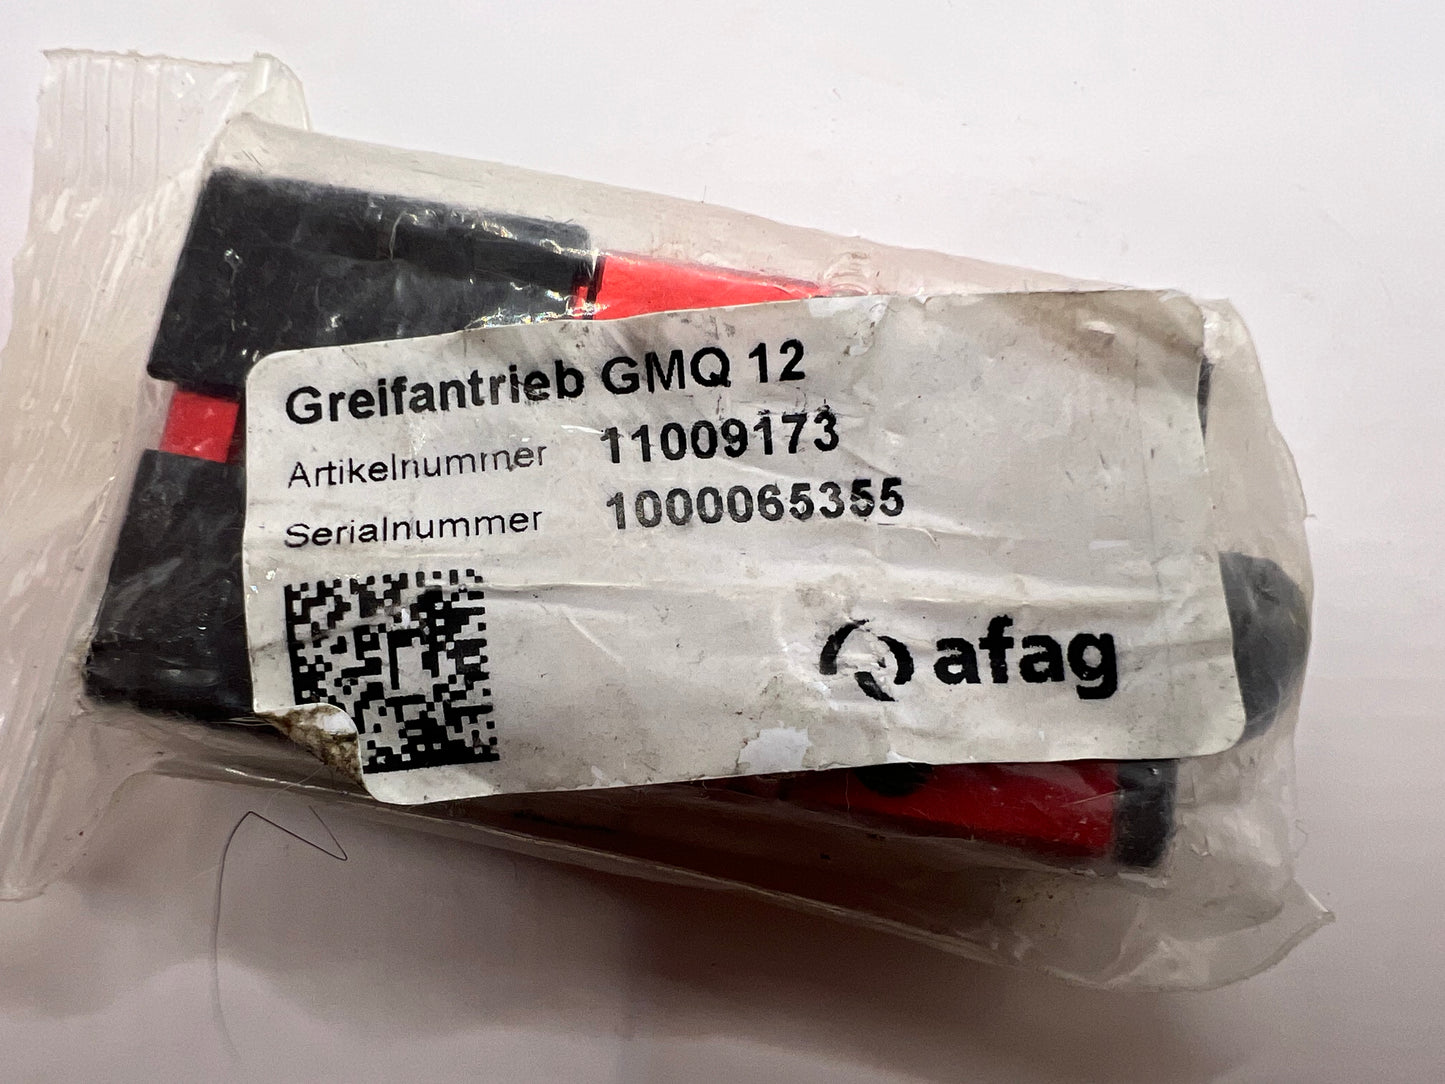 Greifantrieb GMQ 12
Artikelnummer 11009173
Serialnummer 1000065355
afag